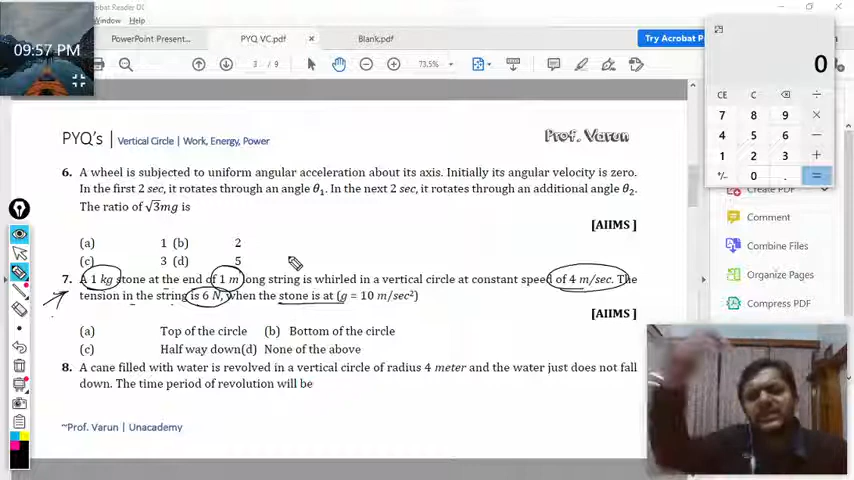 09:57 PM
Acrobat Reader DC
Window Help
PowerPoint Present...
PYQ VC.pdf
Blank.pdf
Try Acrobat
3 / 9
73.5%
0
CE C ÷
7 8 9 ×
4 5 6 −
1 2 3 +
+/- 0 . =
Create PDF
Comment
Combine Files
Organize Pages
Compress PDF
PYQ's | Vertical Circle | Work, Energy, Power
Prof. Varun
6. A wheel is subjected to uniform angular acceleration about its axis. Initially its angular velocity is zero.
In the first 2 sec, it rotates through an angle θ₁. In the next 2 sec, it rotates through an additional angle θ₂.
The ratio of √3mg is
[AIIMS]
(a) 1 (b) 2
(c) 3 (d) 5
7. A 1 kg stone at the end of 1 m long string is whirled in a vertical circle at constant speed of 4 m/sec. The
tension in the string is 6 N, when the stone is at (g = 10 m/sec²)
[AIIMS]
(a) Top of the circle (b) Bottom of the circle
(c) Half way down(d) None of the above
8. A cane filled with water is revolved in a vertical circle of radius 4 meter and the water just does not fall
down. The time period of revolution will be
~Prof. Varun | Unacademy